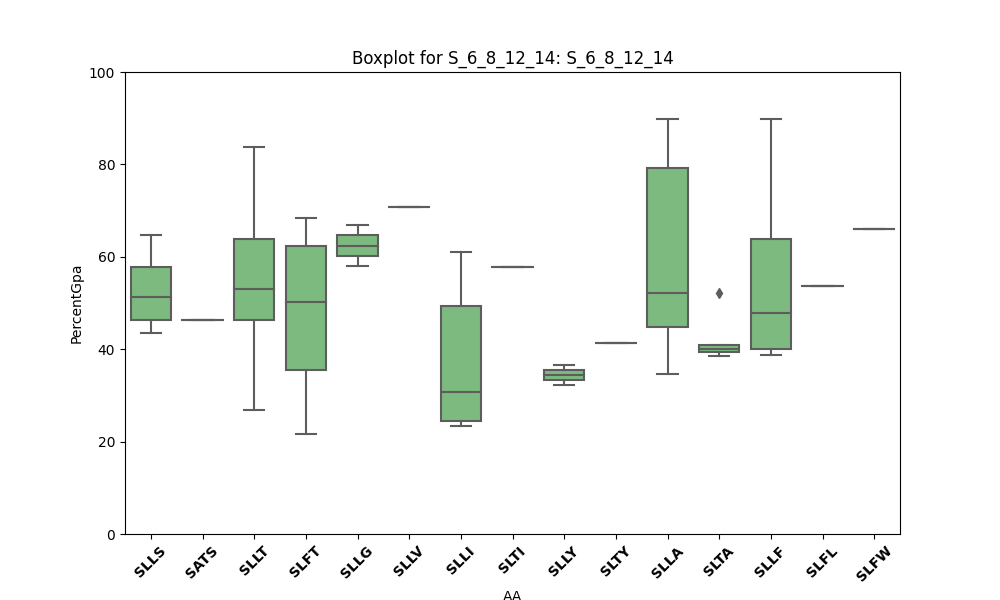 Boxplot for S_6_8_12_14: S_6_8_12_14
100
80
60
40
20
0
PercentGpa
SLLS SATS SLLT SLFT SLLG SLLV SLLI SLTI SLLY SLTY SLLA SLTA SLLF SLFL SLFW
AA